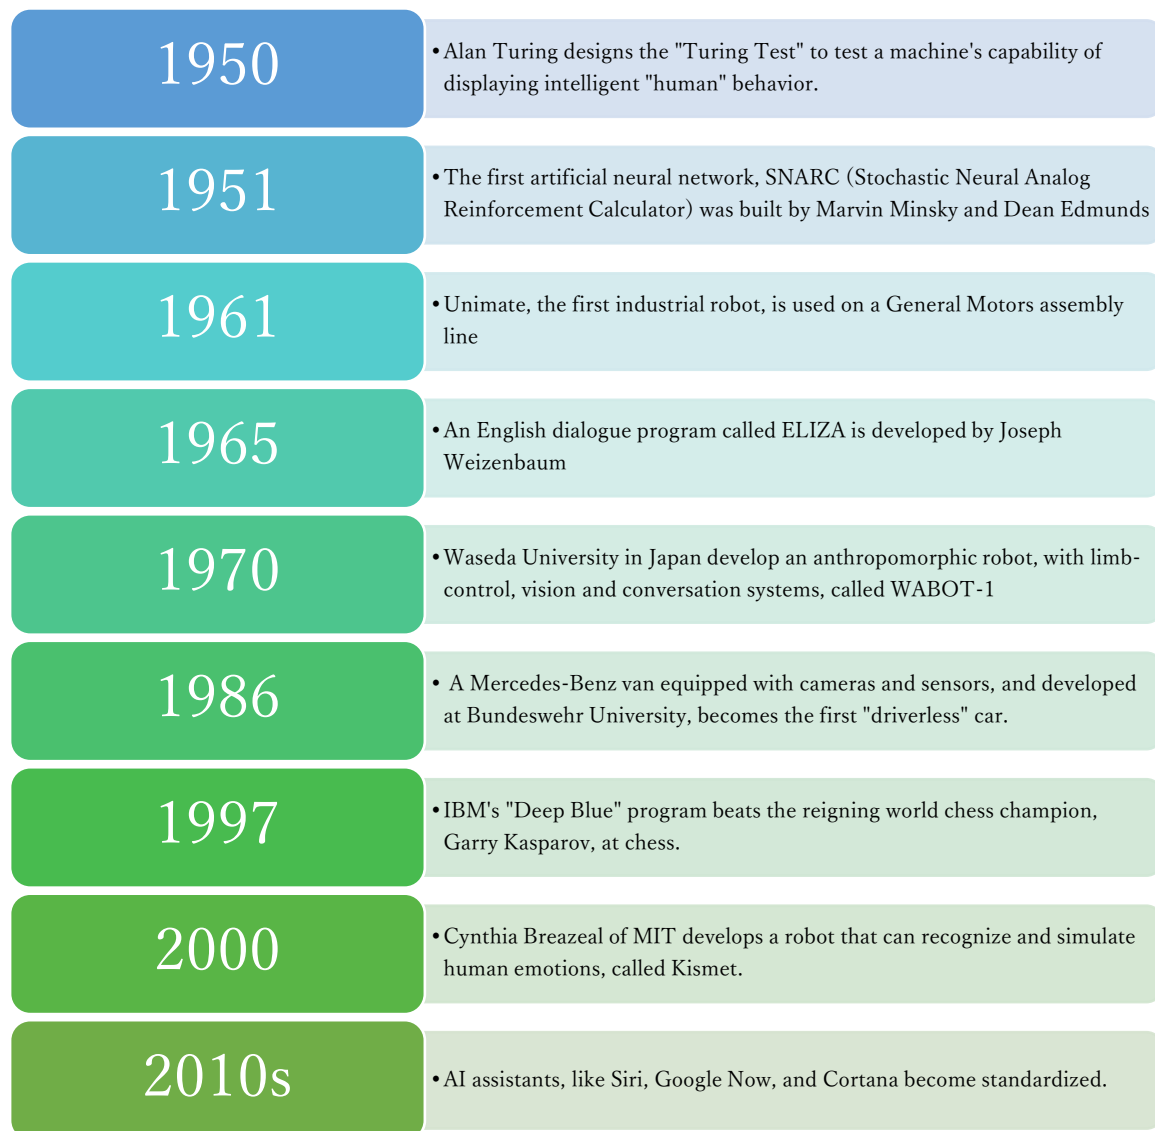 1950
•Alan Turing designs the "Turing Test" to test a machine's capability of
displaying intelligent "human" behavior.
1951
•The first artificial neural network, SNARC (Stochastic Neural Analog
Reinforcement Calculator) was built by Marvin Minsky and Dean Edmunds
1961
•Unimate, the first industrial robot, is used on a General Motors assembly
line
1965
•An English dialogue program called ELIZA is developed by Joseph
Weizenbaum
1970
•Waseda University in Japan develop an anthropomorphic robot, with limb-
control, vision and conversation systems, called WABOT-1
1986
• A Mercedes-Benz van equipped with cameras and sensors, and developed
at Bundeswehr University, becomes the first "driverless" car.
1997
•IBM's "Deep Blue" program beats the reigning world chess champion,
Garry Kasparov, at chess.
2000
•Cynthia Breazeal of MIT develops a robot that can recognize and simulate
human emotions, called Kismet.
2010s
•AI assistants, like Siri, Google Now, and Cortana become standardized.